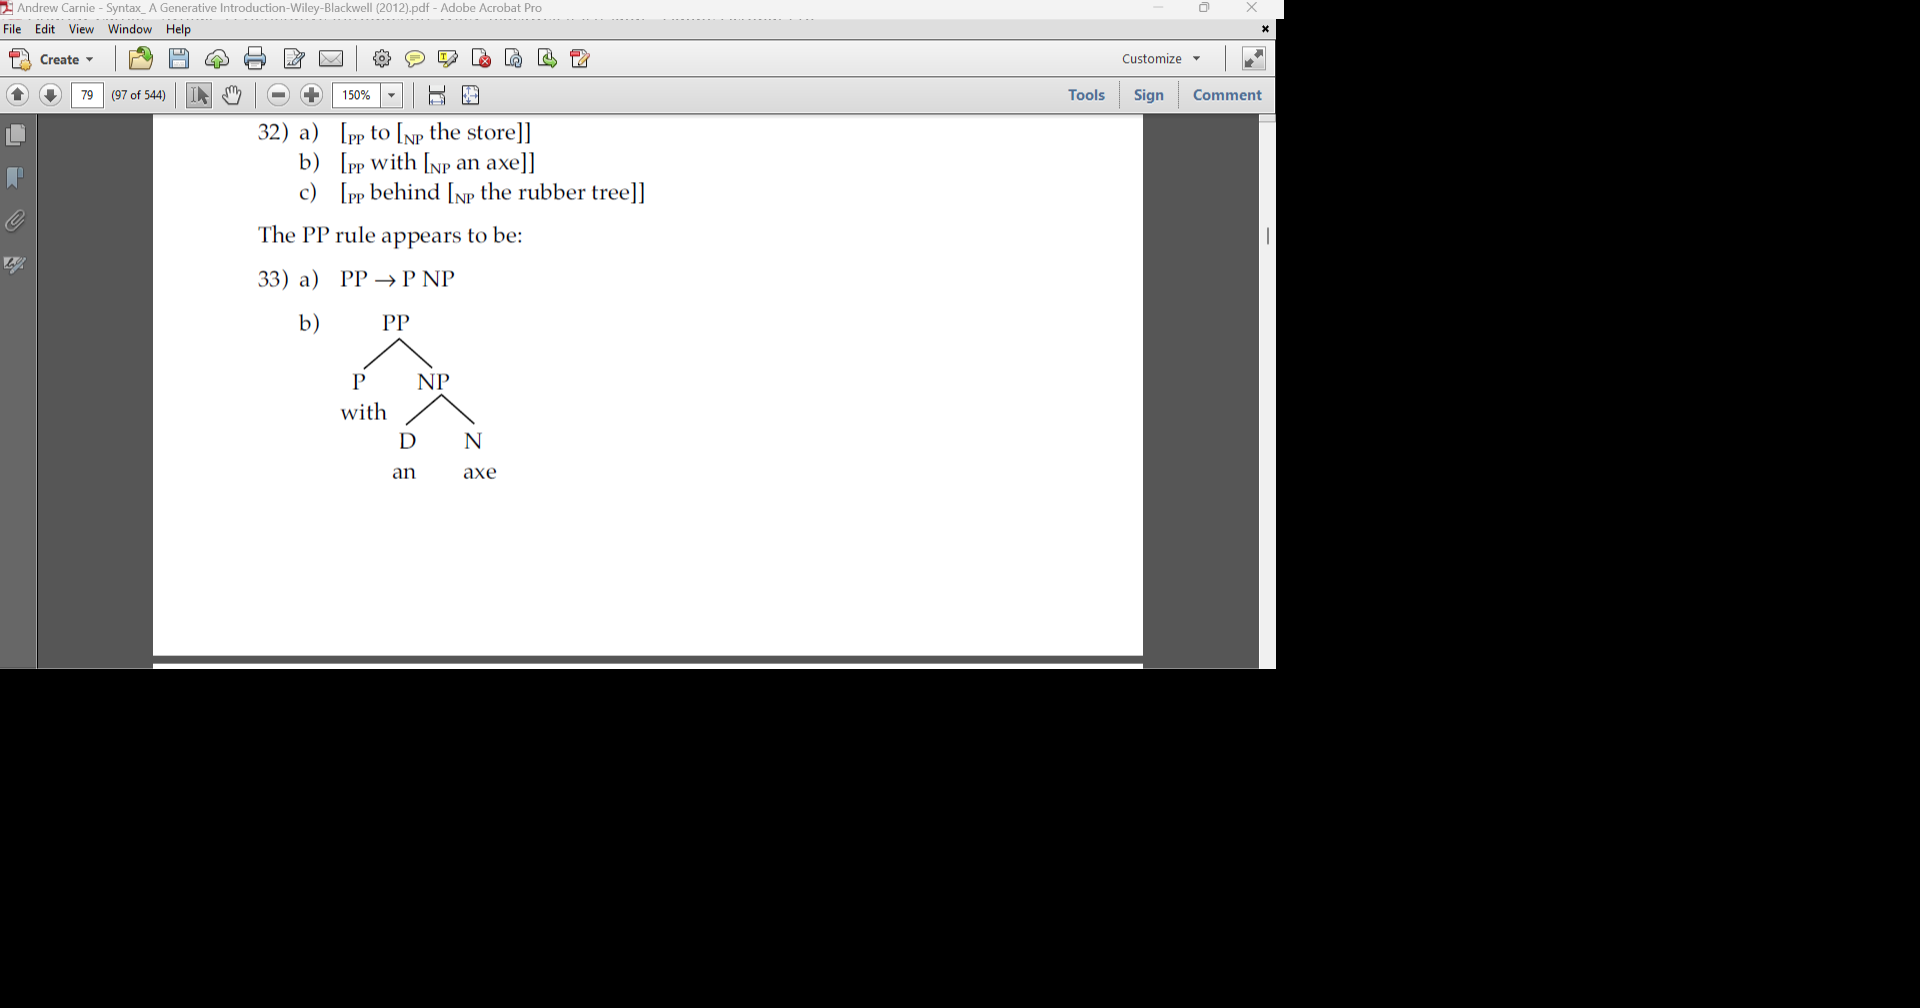 Andrew Carnie - Syntax_ A Generative Introduction-Wiley-Blackwell (2012).pdf - Adobe Acrobat Pro
File Edit View Window Help
Create Customize
79 (97 of 544) 150% Tools Sign Comment
32) a) [PP to [NP the store]]
b) [PP with [NP an axe]]
c) [PP behind [NP the rubber tree]]
The PP rule appears to be:
33) a) PP → P NP
b) PP
P NP
with
D N
an axe